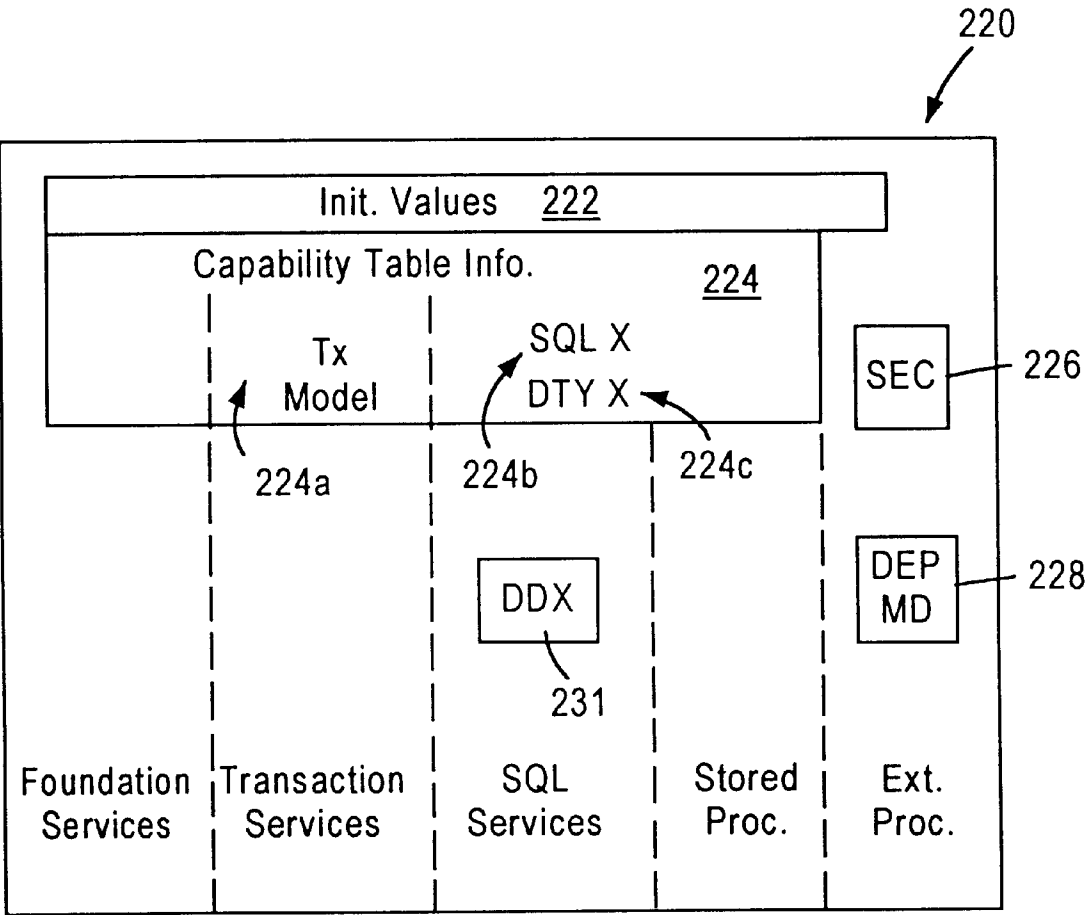 220
Init. Values 222
Capability Table Info.
224
Tx
Model
SQL X
DTY X
SEC
226
224a
224b
224c
DEP
MD
228
DDX
231
Foundation
Services
Transaction
Services
SQL
Services
Stored
Proc.
Ext.
Proc.